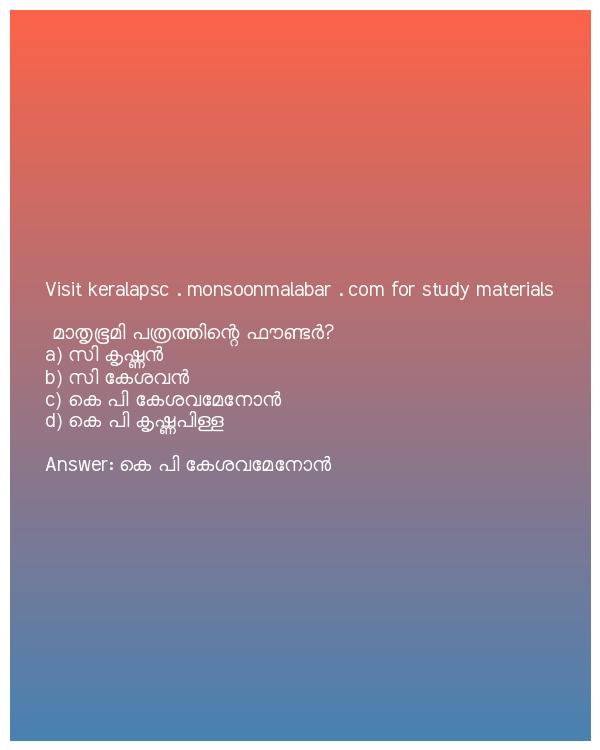 Visit keralapsc . monsoonmalabar . com for study materials
മാതൃഭൂമി പത്രത്തിന്റെ ഫൗണ്ടർ?
a) സി കൃഷ്ണൻ
b) സി കേശവൻ
c) കെ പി കേശവമേനോൻ
d) കെ പി കൃഷ്ണപിള്ള
Answer: കെ പി കേശവമേനോൻ